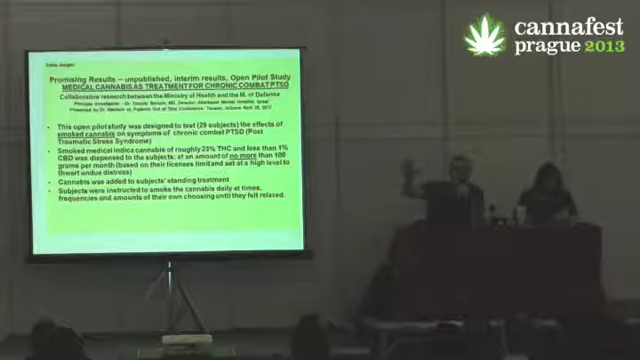 cannafest
prague 2013
Promising Results – unpublished, interim results, Open Pilot Study
MEDICAL CANNABIS AS TREATMENT FOR CHRONIC COMBAT PTSD
Collaborative research between the Ministry of Health and the M. of Defence
• This open pilot study was designed to test (29 subjects) the effects of
smoked cannabis on symptoms of chronic combat PTSD (Post
Traumatic Stress Syndrome)
• Smoked medical indica cannabis of roughly 23% THC and less than 1%
CBD was dispensed to the subjects: at an amount of no more than 100
grams per month (based on their licenses limit and set at a high level to
thwart undue distress)
• Cannabis was added to subjects' standing treatment
• Subjects were instructed to smoke the cannabis daily at times,
frequencies and amounts of their own choosing until they felt relaxed.